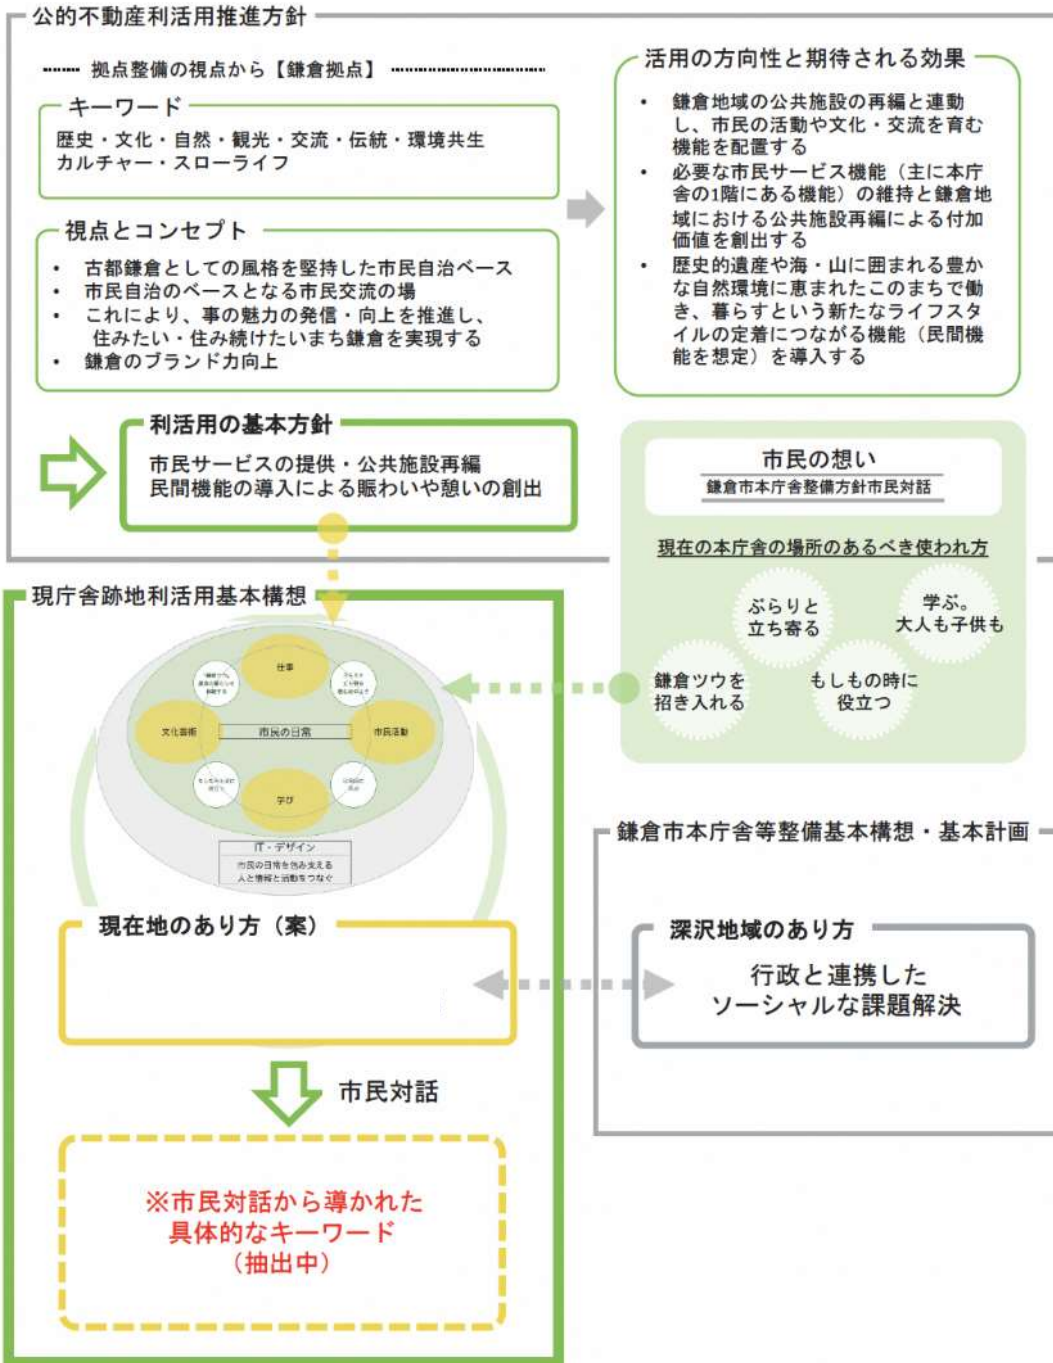 公的不動産利活用推進方針
拠点整備の視点から【鎌倉拠点】
キーワード
歴史・文化・自然・観光・交流・伝統・環境共生
カルチャー・スローライフ
視点とコンセプト
• 古都鎌倉としての風格を堅持した市民自治ベース
• 市民自治のベースとなる市民交流の場
• これにより、事の魅力の発信・向上を推進し、
住みたい・住み続けたいまち鎌倉を実現する
• 鎌倉のブランド力向上
活用の方向性と期待される効果
• 鎌倉地域の公共施設の再編と連動
し、市民の活動や文化・交流を育む
機能を配置する
• 必要な市民サービス機能（主に本庁
舎の1階にある機能）の維持と鎌倉地
域における公共施設再編による付加
価値を創出する
• 歴史的遺産や海・山に囲まれる豊か
な自然環境に恵まれたこのまちで働
き、暮らすという新たなライフスタ
イルの定着につながる機能（民間機
能を想定）を導入する
利活用の基本方針
市民サービスの提供・公共施設再編
民間機能の導入による賑わいや憩いの創出
市民の想い
鎌倉市本庁舎整備方針市民対話
現在の本庁舎の場所のあるべき使われ方
ぶらりと
立ち寄る
学ぶ。
大人も子供も
鎌倉ツウを
招き入れる
もしもの時に
役立つ
現庁舎跡地利活用基本構想
仕事
文化芸術
市民の日常
市民活動
学び
IT・デザイン
市民の日常を包み支える
人と情報と活動をつなぐ
現在地のあり方（案）
市民対話
※市民対話から導かれた
具体的なキーワード
（抽出中）
鎌倉市本庁舎等整備基本構想・基本計画
深沢地域のあり方
行政と連携した
ソーシャルな課題解決